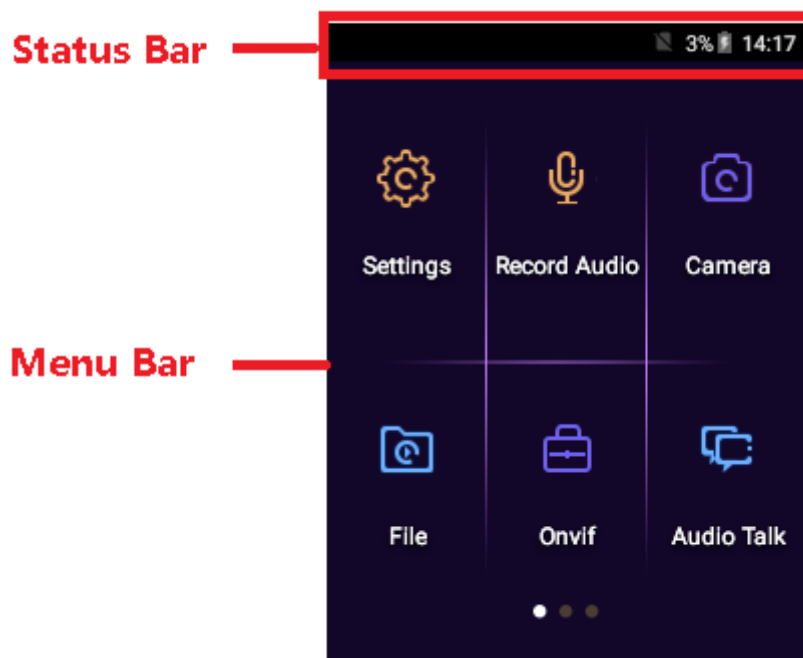 Status Bar
3% 14:17
Settings Record Audio Camera
Menu Bar
File Onvif Audio Talk